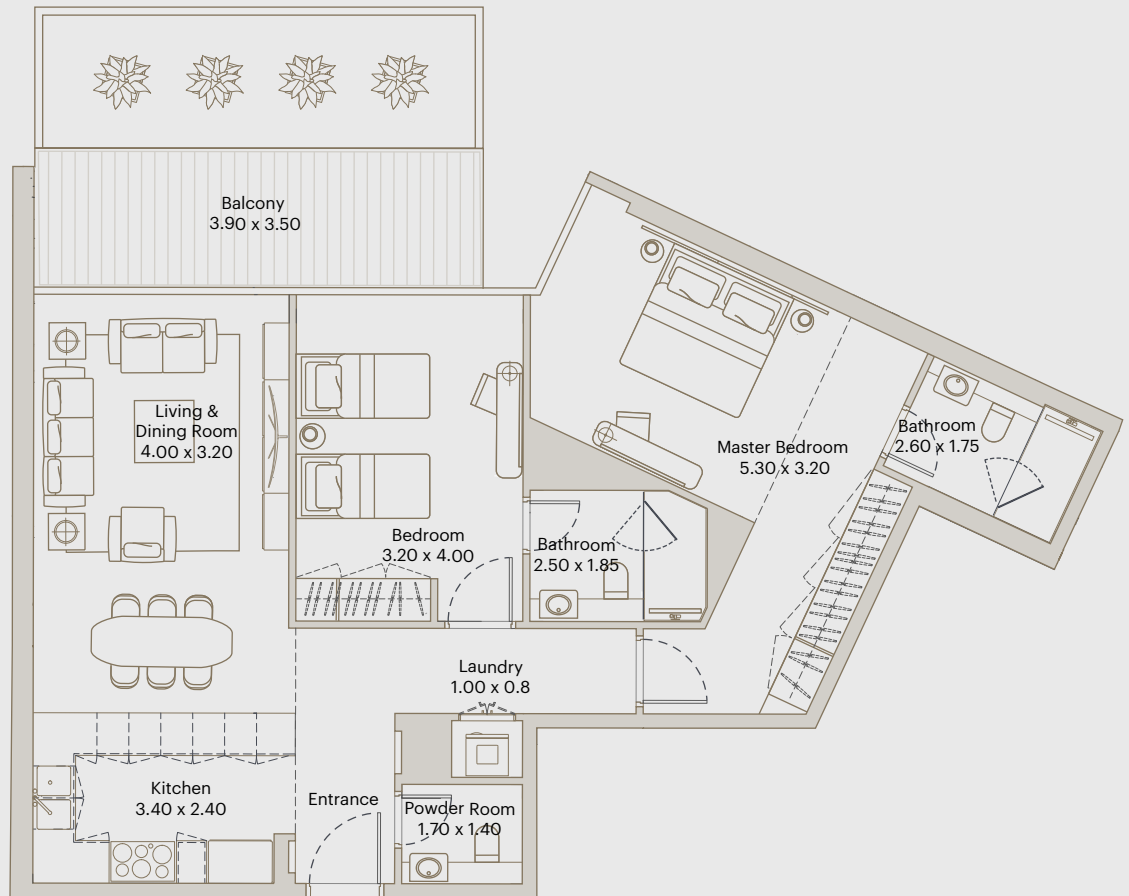 Balcony
3.90 x 3.50
Living &
Dining Room
4.00 x 3.20
Master Bedroom
5.30 x 3.20
Bathroom
2.60 x 1.75
Bedroom
3.20 x 4.00
Bathroom
2.50 x 1.85
Laundry
1.00 x 0.8
Kitchen
3.40 x 2.40
Entrance
Powder Room
1.70 x 1.40